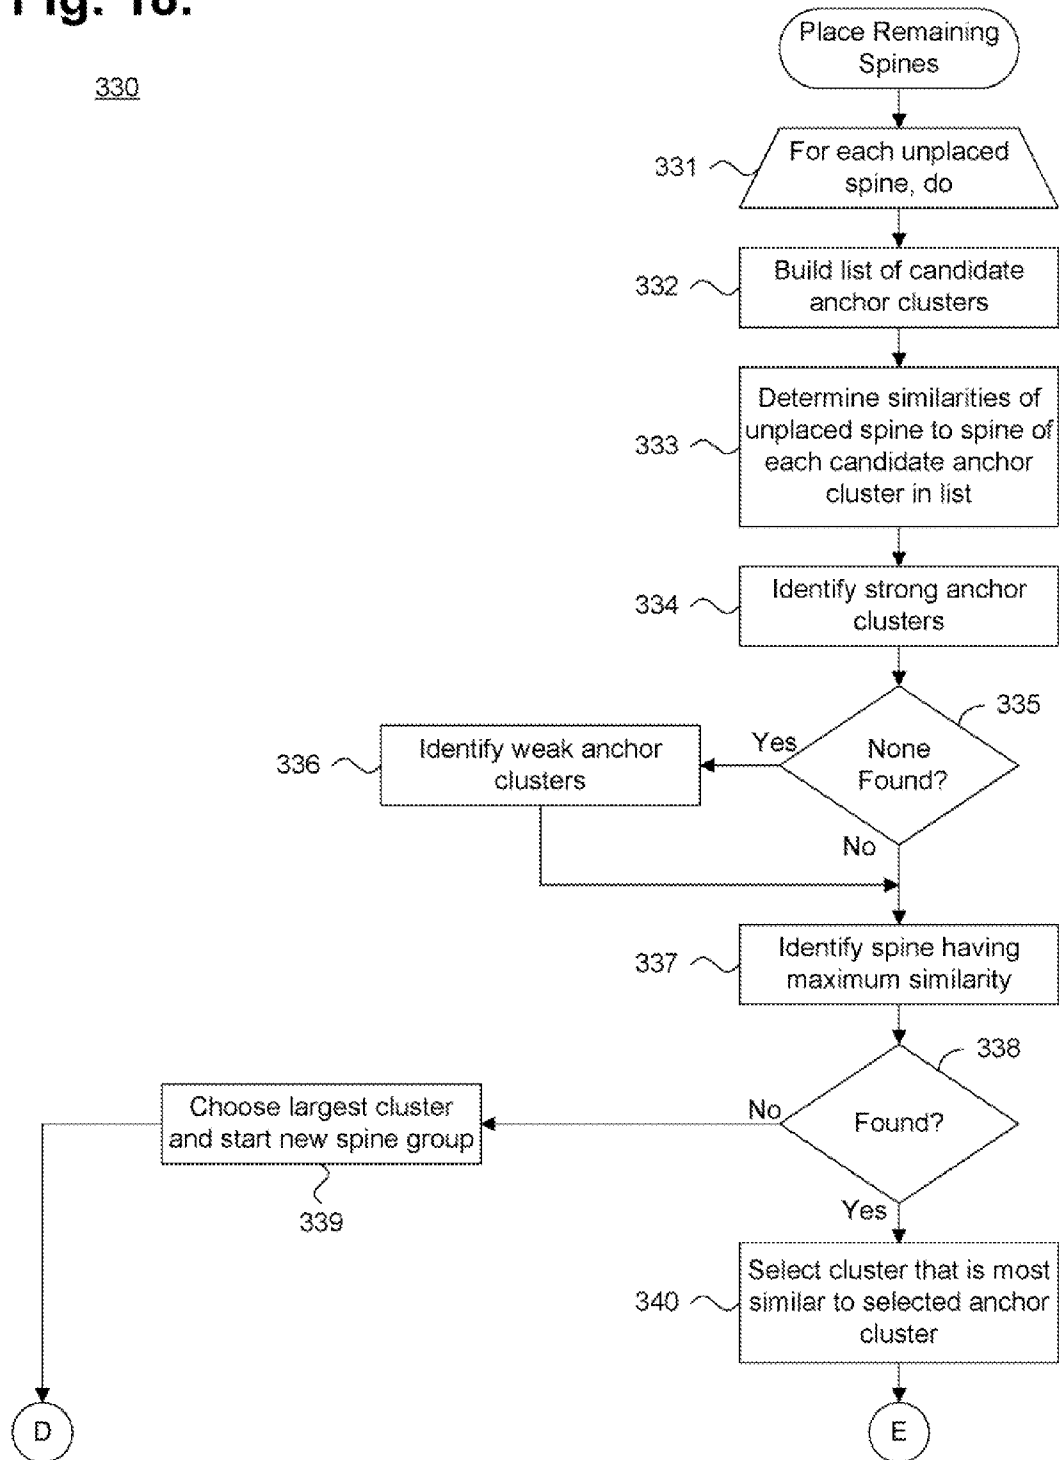 Fig. 18.
330
Place Remaining
Spines
331
For each unplaced
spine, do
332
Build list of candidate
anchor clusters
333
Determine similarities of
unplaced spine to spine of
each candidate anchor
cluster in list
334
Identify strong anchor
clusters
335
None
Found?
Yes
No
336
Identify weak anchor
clusters
337
Identify spine having
maximum similarity
338
Found?
No
Yes
Choose largest cluster
and start new spine group
339
340
Select cluster that is most
similar to selected anchor
cluster
D
E